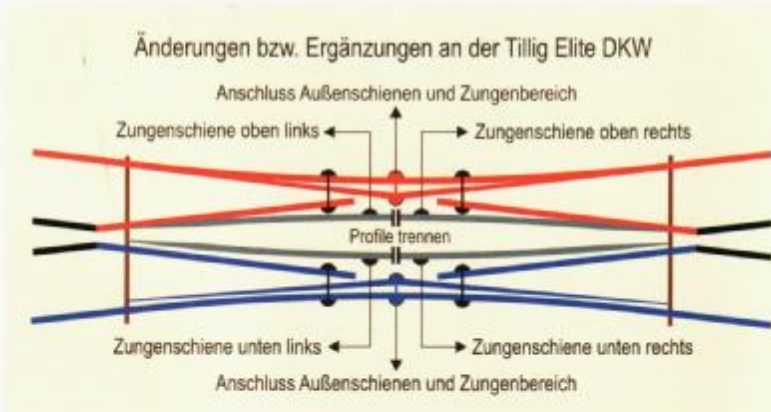 Änderungen bzw. Ergänzungen an der Tillig Elite DKW
Anschluss Außenschienen und Zungenbereich
Zungenschiene oben links
Zungenschiene oben rechts
Profile trennen
Zungenschiene unten links
Zungenschiene unten rechts
Anschluss Außenschienen und Zungenbereich